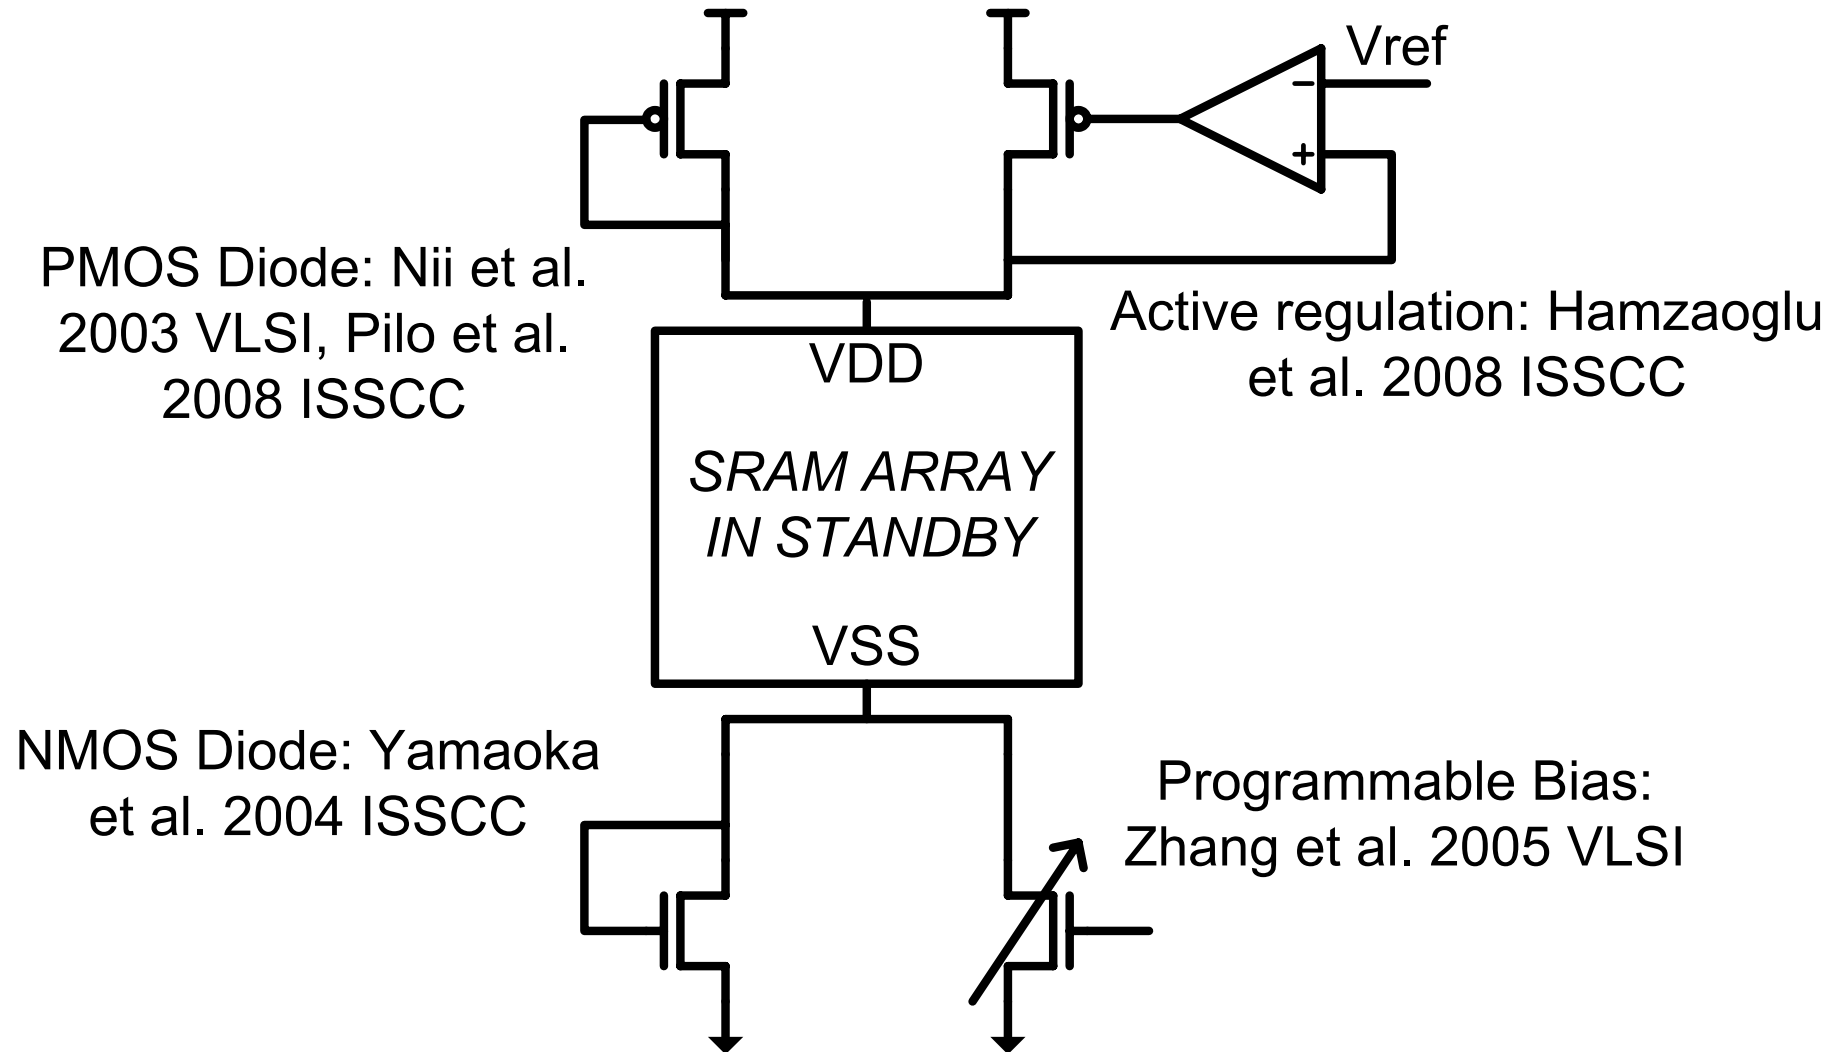 Vref
−
+
PMOS Diode: Nii et al.
2003 VLSI, Pilo et al.
2008 ISSCC
Active regulation: Hamzaoglu
et al. 2008 ISSCC
VDD
SRAM ARRAY
IN STANDBY
VSS
NMOS Diode: Yamaoka
et al. 2004 ISSCC
Programmable Bias:
Zhang et al. 2005 VLSI